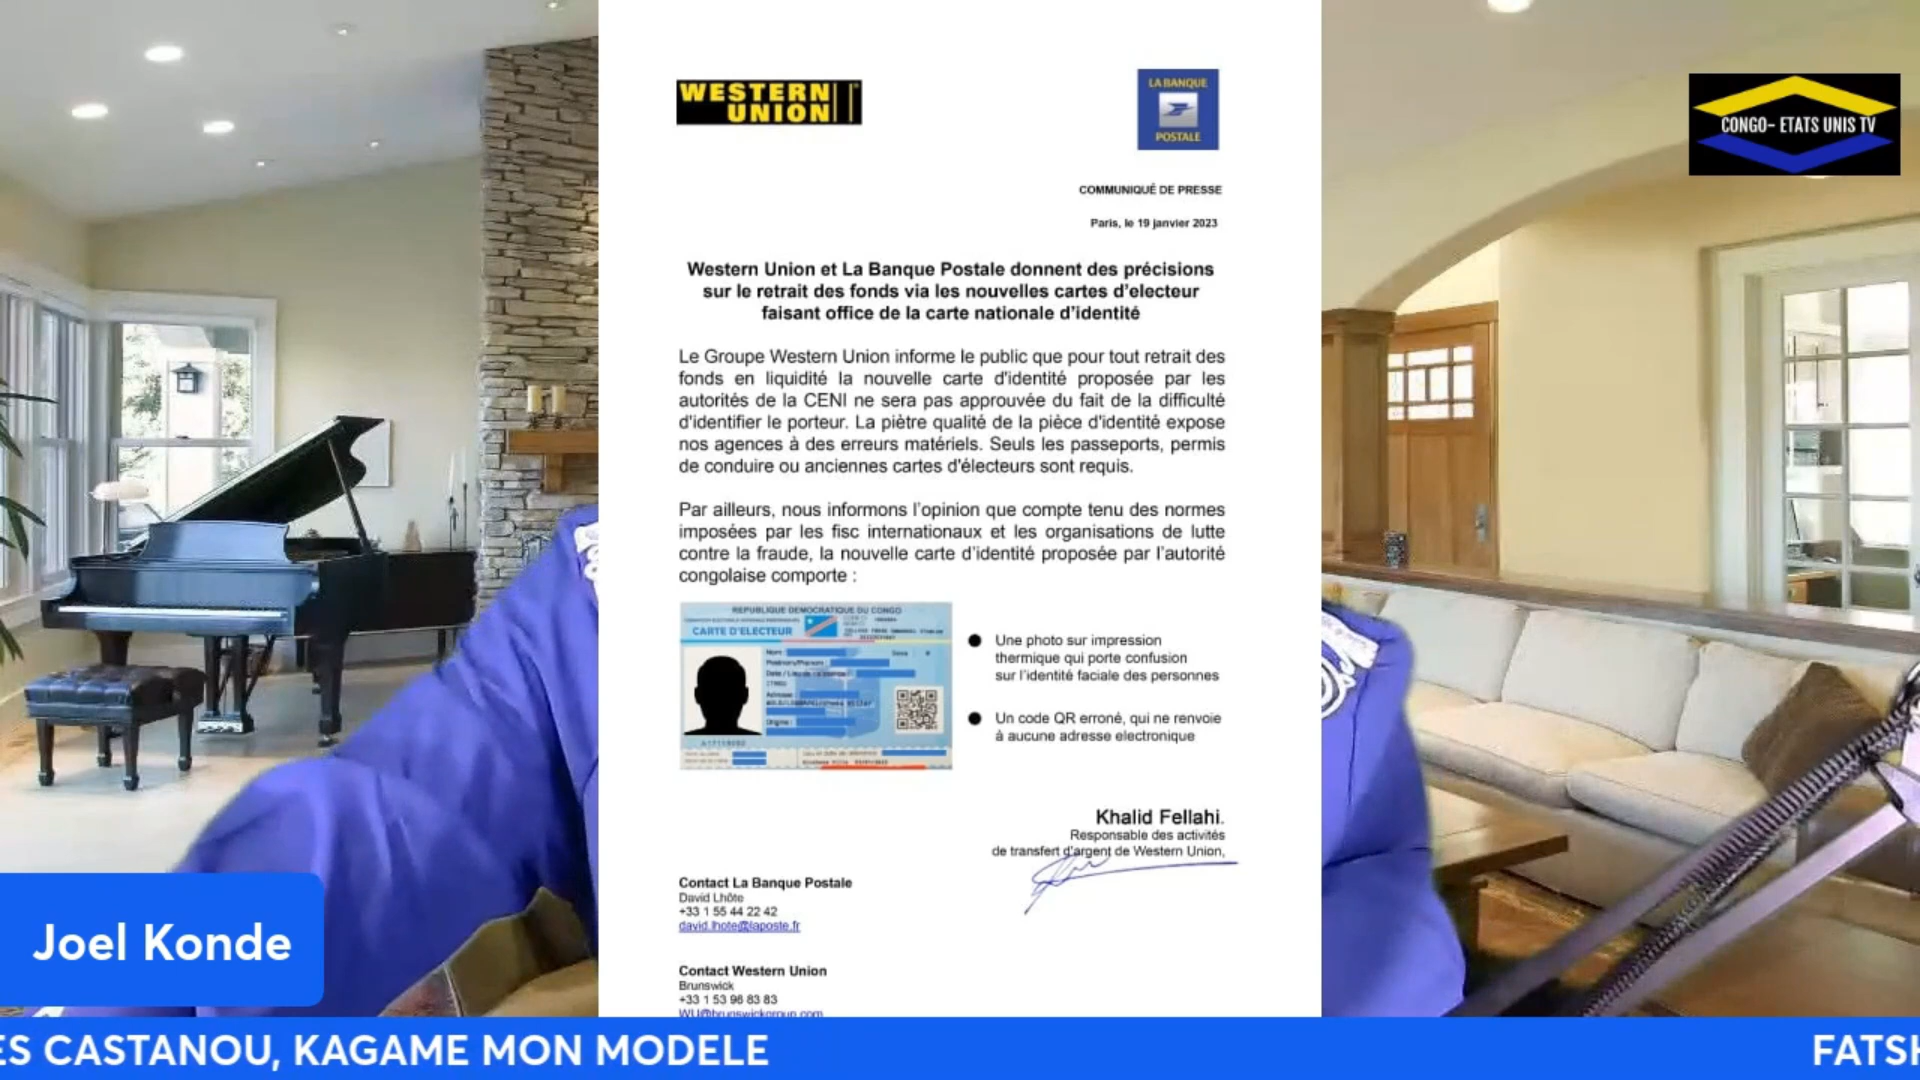 WESTERN
UNION
LA BANQUE
POSTALE
CONGO- ETATS UNIS TV
COMMUNIQUÉ DE PRESSE
Paris, le 19 janvier 2023
Western Union et La Banque Postale donnent des précisions
sur le retrait des fonds via les nouvelles cartes d'electeur
faisant office de la carte nationale d'identité
Le Groupe Western Union informe le public que pour tout retrait des
fonds en liquidité la nouvelle carte d'identité proposée par les
autorités de la CENI ne sera pas approuvée du fait de la difficulté
d'identifier le porteur. La piètre qualité de la pièce d'identité expose
nos agences à des erreurs matériels. Seuls les passeports, permis
de conduire ou anciennes cartes d'électeurs sont requis.
Par ailleurs, nous informons l'opinion que compte tenu des normes
imposées par les fisc internationaux et les organisations de lutte
contre la fraude, la nouvelle carte d'identité proposée par l'autorité
congolaise comporte :
REPUBLIQUE DEMOCRATIQUE DU CONGO
CARTE D'ELECTEUR
Nom :
Adresse :
Origine :
● Une photo sur impression
thermique qui porte confusion
sur l'identité faciale des personnes
● Un code QR erroné, qui ne renvoie
à aucune adresse electronique
Khalid Fellahi.
Responsable des activités
de transfert d'argent de Western Union,
Contact La Banque Postale
David Lhôte
+33 1 55 44 22 42
david.lhote@laposte.fr
Contact Western Union
Brunswick
+33 1 53 96 83 83
WU@brunswickgroup.com
Joel Konde
ES CASTANOU, KAGAME MON MODELE
FATSH